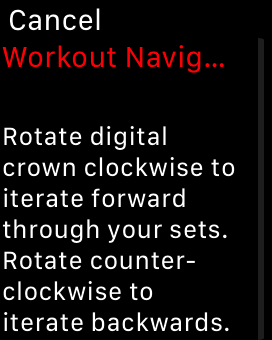 Cancel
Workout Navig...
Rotate digital
crown clockwise to
iterate forward
through your sets.
Rotate counter-
clockwise to
iterate backwards.